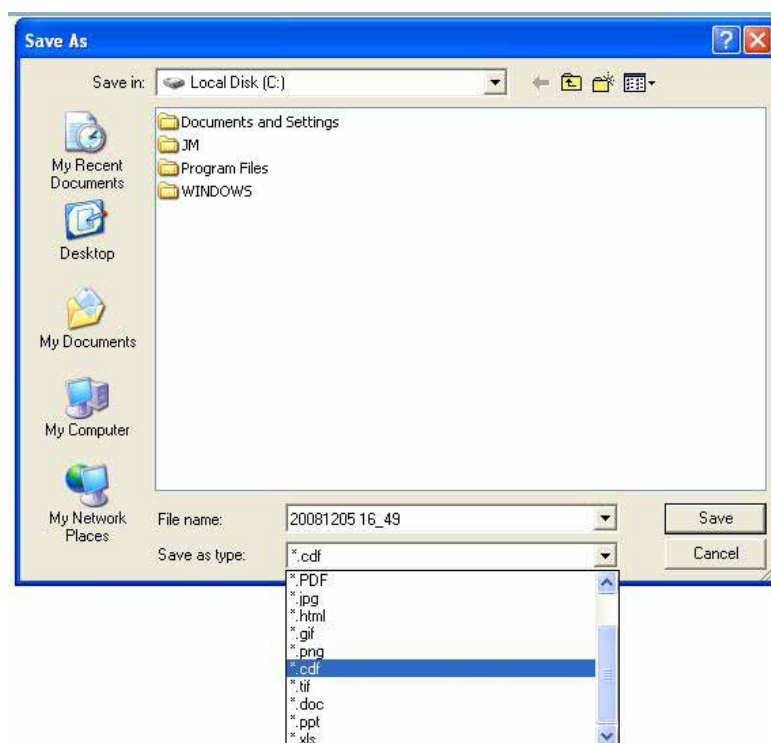 Save As
Save in:
Local Disk (C:)
Documents and Settings
JM
Program Files
WINDOWS
My Recent
Documents
Desktop
My Documents
My Computer
My Network
Places
File name:
20081205 16_49
Save
Save as type:
*.cdf
Cancel
*.PDF
*.jpg
*.html
*.gif
*.png
*.cdf
*.tif
*.doc
*.ppt
*.xls